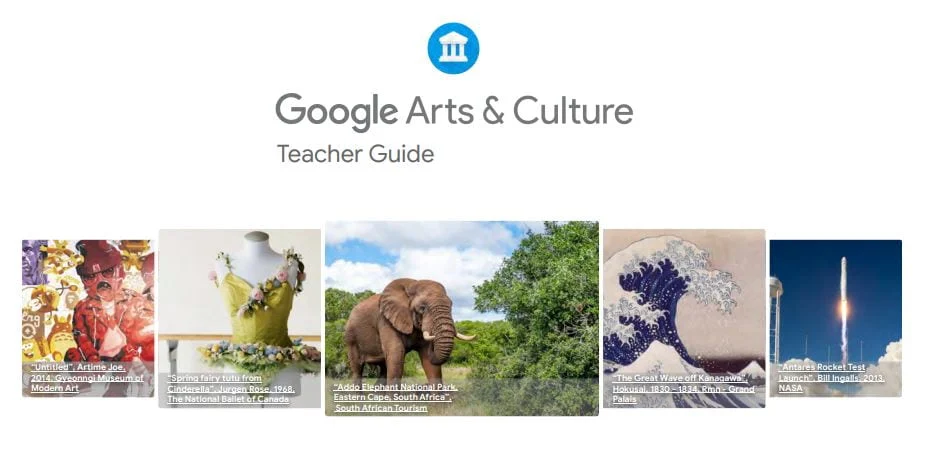 Google Arts & Culture
Teacher Guide
"Untitled", Artime Joe,
2014, Gyeonngi Museum of
Modern Art
"Spring fairy tutu from
Cinderella", Jurgen Rose, 1968,
The National Ballet of Canada
"Addo Elephant National Park,
Eastern Cape, South Africa",
South African Tourism
"The Great Wave off Kanagawa",
Hokusai, 1830 - 1834, Rmn - Grand
Palais
"Antares Rocket Test
Launch", Bill Ingalls, 2013,
NASA